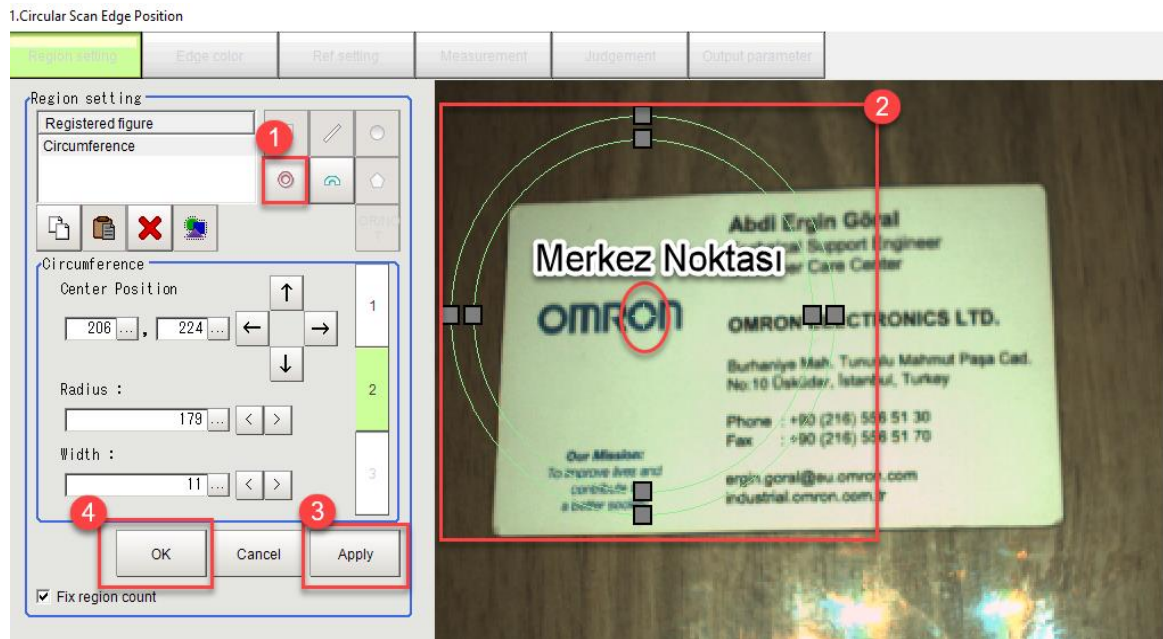 1.Circular Scan Edge Position
Region setting
Edge color
Ref.setting
Measurement
Judgement
Output parameter
Region setting
Registered figure
Circumference
1
2
Circumference
Center Position
206 ... , 224 ...
1
2
3
Radius :
179 ... < >
Width :
11 ... < >
4
3
OK
Cancel
Apply
Fix region count
Abdi Ergin Göral
Support Engineer
Care Center
Merkez Noktası
OMRON
OMRON ELECTRONICS LTD.
Burhaniye Mah. Tunuslu Mahmut Paşa Cad.
No:10 Üsküdar, İstanbul, Turkey
Phone : +90 (216) 556 51 30
Fax : +90 (216) 556 51 70
Our Mission:
To improve lives and
contribute
a better
ergin.goral@eu.omron.com
industrial.omron.com.tr